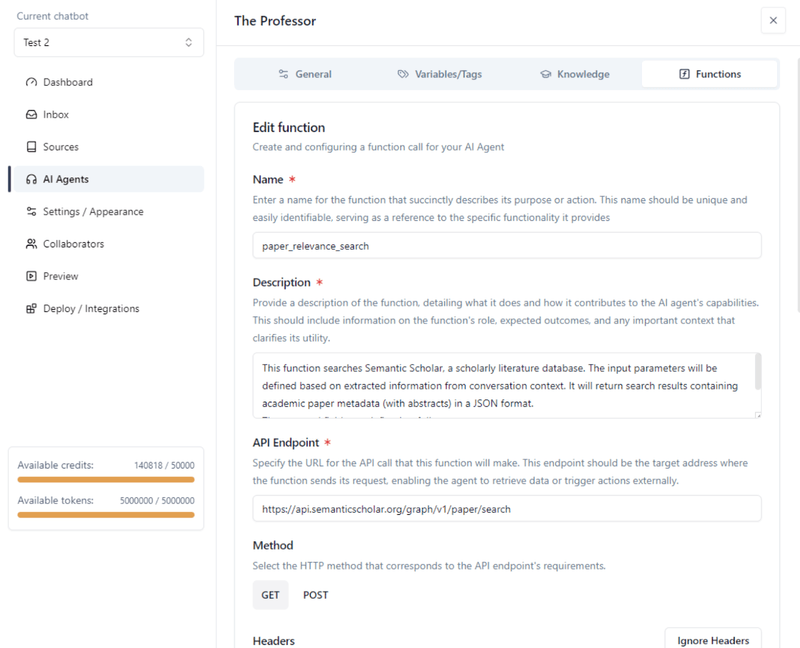 Current chatbot
Test 2
Dashboard
Inbox
Sources
AI Agents
Settings / Appearance
Collaborators
Preview
Deploy / Integrations
Available credits: 140818 / 50000
Available tokens: 5000000 / 5000000
The Professor
General
Variables/Tags
Knowledge
Functions
Edit function
Create and configuring a function call for your AI Agent
Name *
Enter a name for the function that succinctly describes its purpose or action. This name should be unique and
easily identifiable, serving as a reference to the specific functionality it provides
paper_relevance_search
Description *
Provide a description of the function, detailing what it does and how it contributes to the AI agent's capabilities.
This should include information on the function's role, expected outcomes, and any important context that
clarifies its utility.
This function searches Semantic Scholar, a scholarly literature database. The input parameters will be
defined based on extracted information from conversation context. It will return search results containing
academic paper metadata (with abstracts) in a JSON format.
API Endpoint *
Specify the URL for the API call that this function will make. This endpoint should be the target address where
the function sends its request, enabling the agent to retrieve data or trigger actions externally.
https://api.semanticscholar.org/graph/v1/paper/search
Method
Select the HTTP method that corresponds to the API endpoint's requirements.
GET
POST
Headers
Ignore Headers